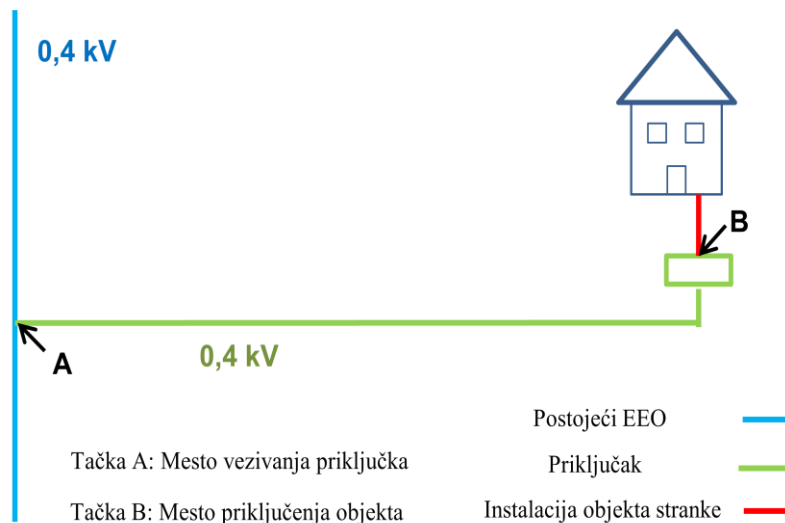 0,4 kV
B
A
0,4 kV
Postojeći EEO
Tačka A: Mesto vezivanja priključka
Priključak
Tačka B: Mesto priključenja objekta
Instalacija objekta stranke